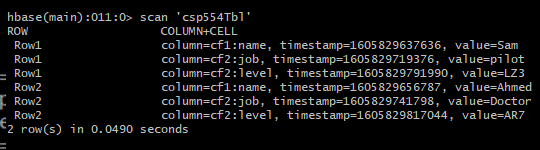 hbase(main):011:0> scan 'csp554Tbl'
ROW COLUMN+CELL
Row1 column=cf1:name, timestamp=1605829637636, value=Sam
Row1 column=cf2:job, timestamp=1605829719376, value=pilot
Row1 column=cf2:level, timestamp=1605829791990, value=LZ3
Row2 column=cf1:name, timestamp=1605829656787, value=Ahmed
Row2 column=cf2:job, timestamp=1605829741798, value=Doctor
Row2 column=cf2:level, timestamp=1605829817044, value=AR7
2 row(s) in 0.0490 seconds